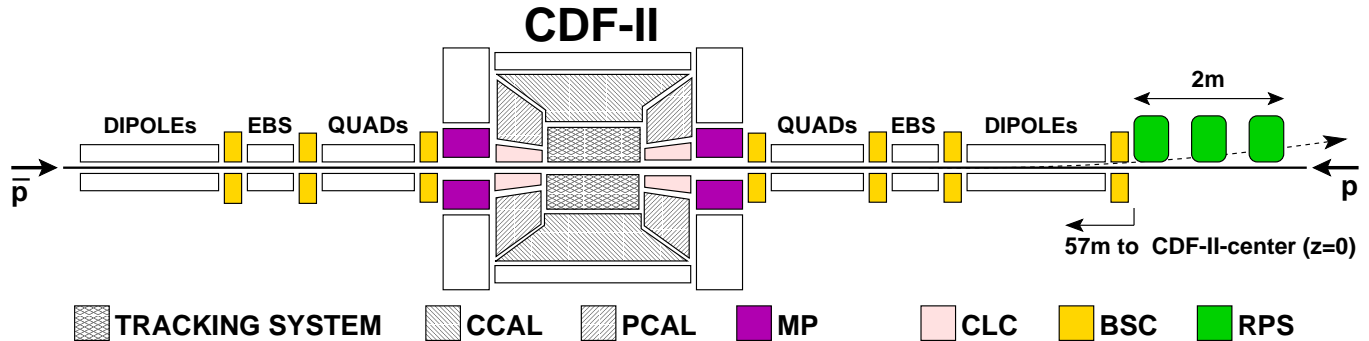 CDF-II
2m
DIPOLEs EBS QUADs QUADs EBS DIPOLEs
p̅ p
57m to CDF-II-center (z=0)
TRACKING SYSTEM CCAL PCAL MP CLC BSC RPS